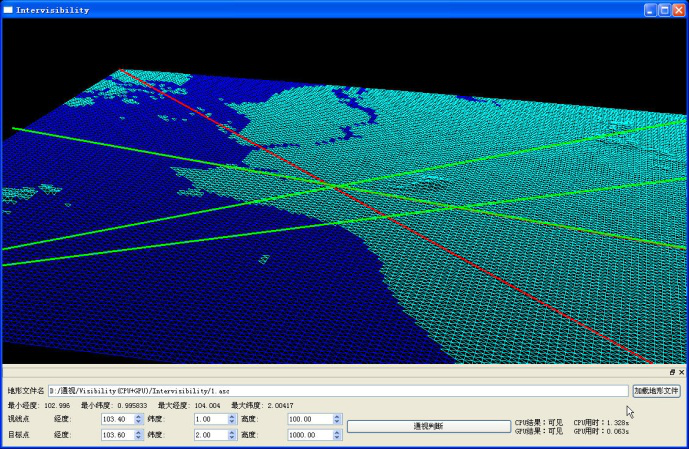 Intervisibility
地形文件名 D:/通视/Visibility(CPU+GPU)/Intervisibility/1.asc 加载地形文件
最小经度: 102.996 最小纬度: 0.995833 最大经度: 104.004 最大纬度: 2.00417
视线点 经度: 103.40 纬度: 1.00 高度: 100.00
目标点 经度: 103.60 纬度: 2.00 高度: 1000.00
通视判断
CPU结果：可见 CPU用时：1.328s
GPU结果：可见 GPU用时：0.063s